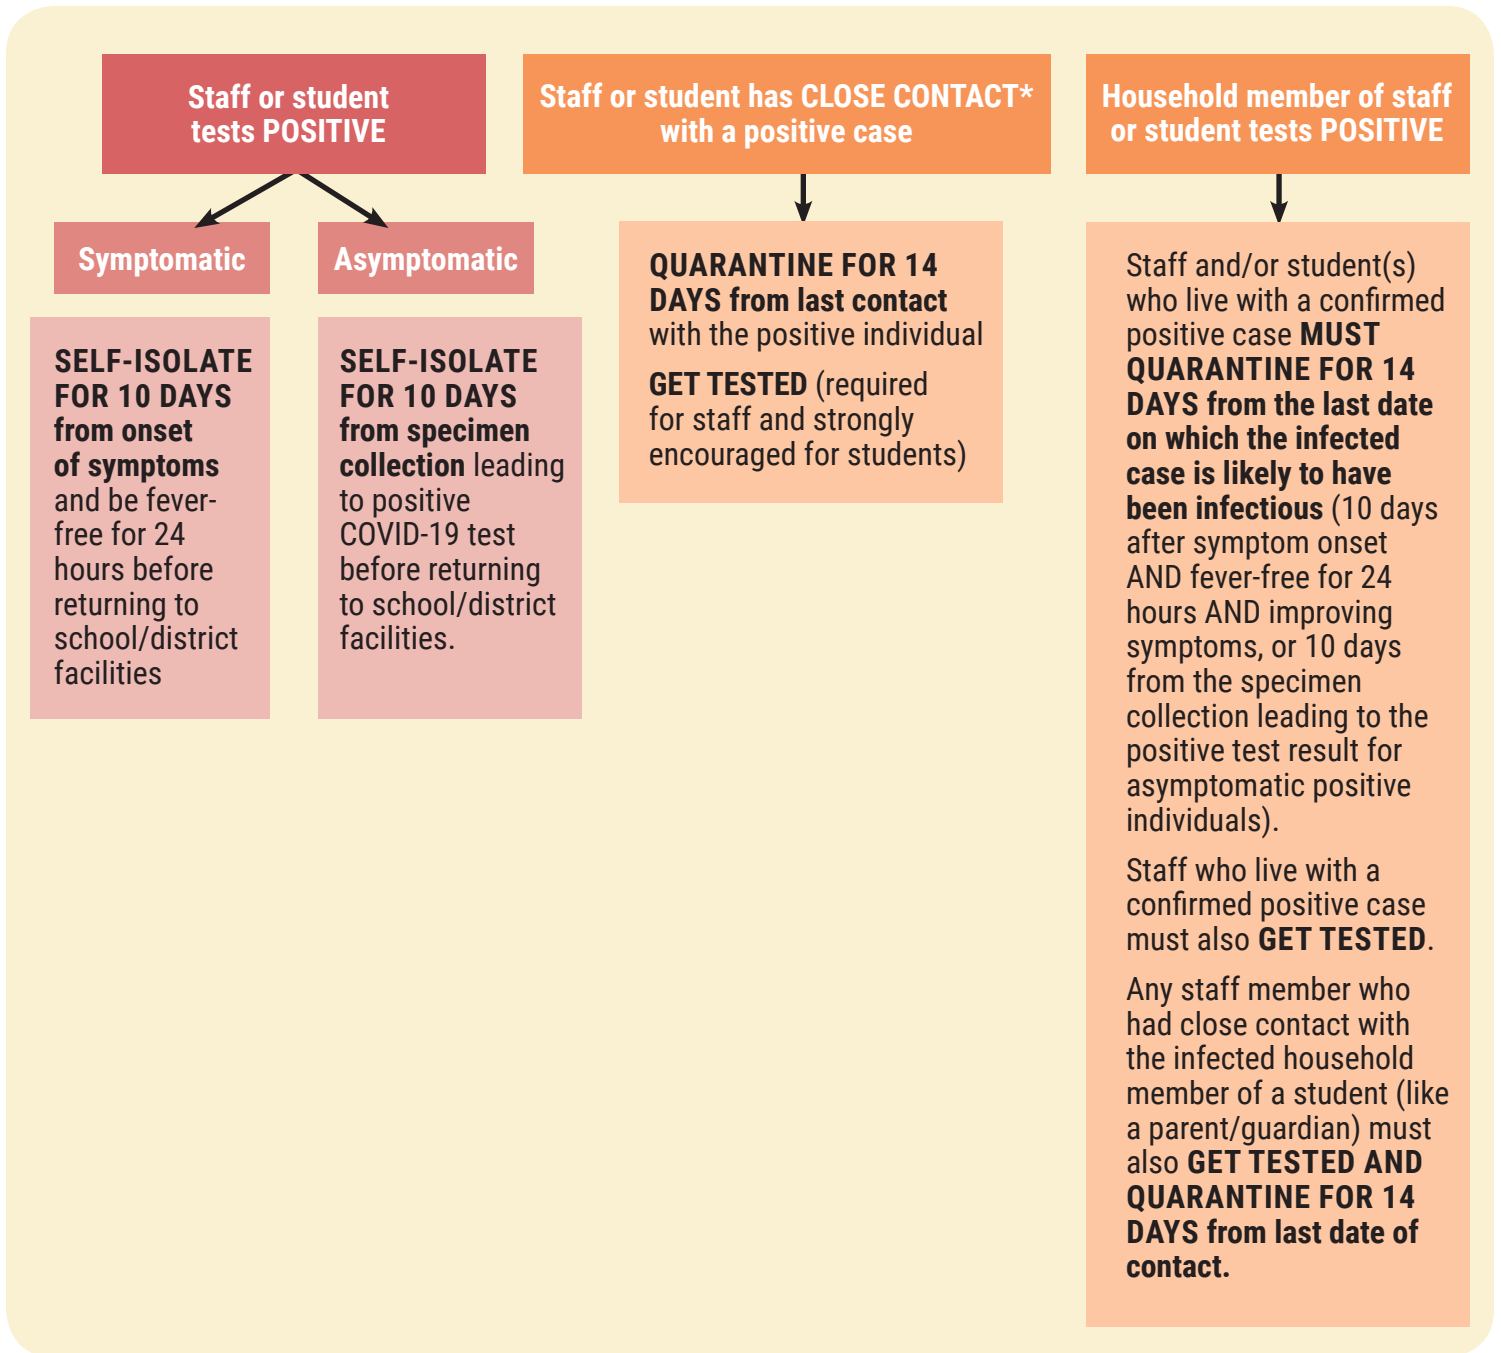 Staff or student
tests POSITIVE
Symptomatic
SELF-ISOLATE
FOR 10 DAYS
from onset
of symptoms
and be fever-
free for 24
hours before
returning to
school/district
facilities
Asymptomatic
SELF-ISOLATE
FOR 10 DAYS
from specimen
collection leading
to positive
COVID-19 test
before returning
to school/district
facilities.
Staff or student has CLOSE CONTACT*
with a positive case
QUARANTINE FOR 14
DAYS from last contact
with the positive individual
GET TESTED (required
for staff and strongly
encouraged for students)
Household member of staff
or student tests POSITIVE
Staff and/or student(s)
who live with a confirmed
positive case MUST
QUARANTINE FOR 14
DAYS from the last date
on which the infected
case is likely to have
been infectious (10 days
after symptom onset
AND fever-free for 24
hours AND improving
symptoms, or 10 days
from the specimen
collection leading to the
positive test result for
asymptomatic positive
individuals).
Staff who live with a
confirmed positive case
must also GET TESTED.
Any staff member who
had close contact with
the infected household
member of a student (like
a parent/guardian) must
also GET TESTED AND
QUARANTINE FOR 14
DAYS from last date of
contact.